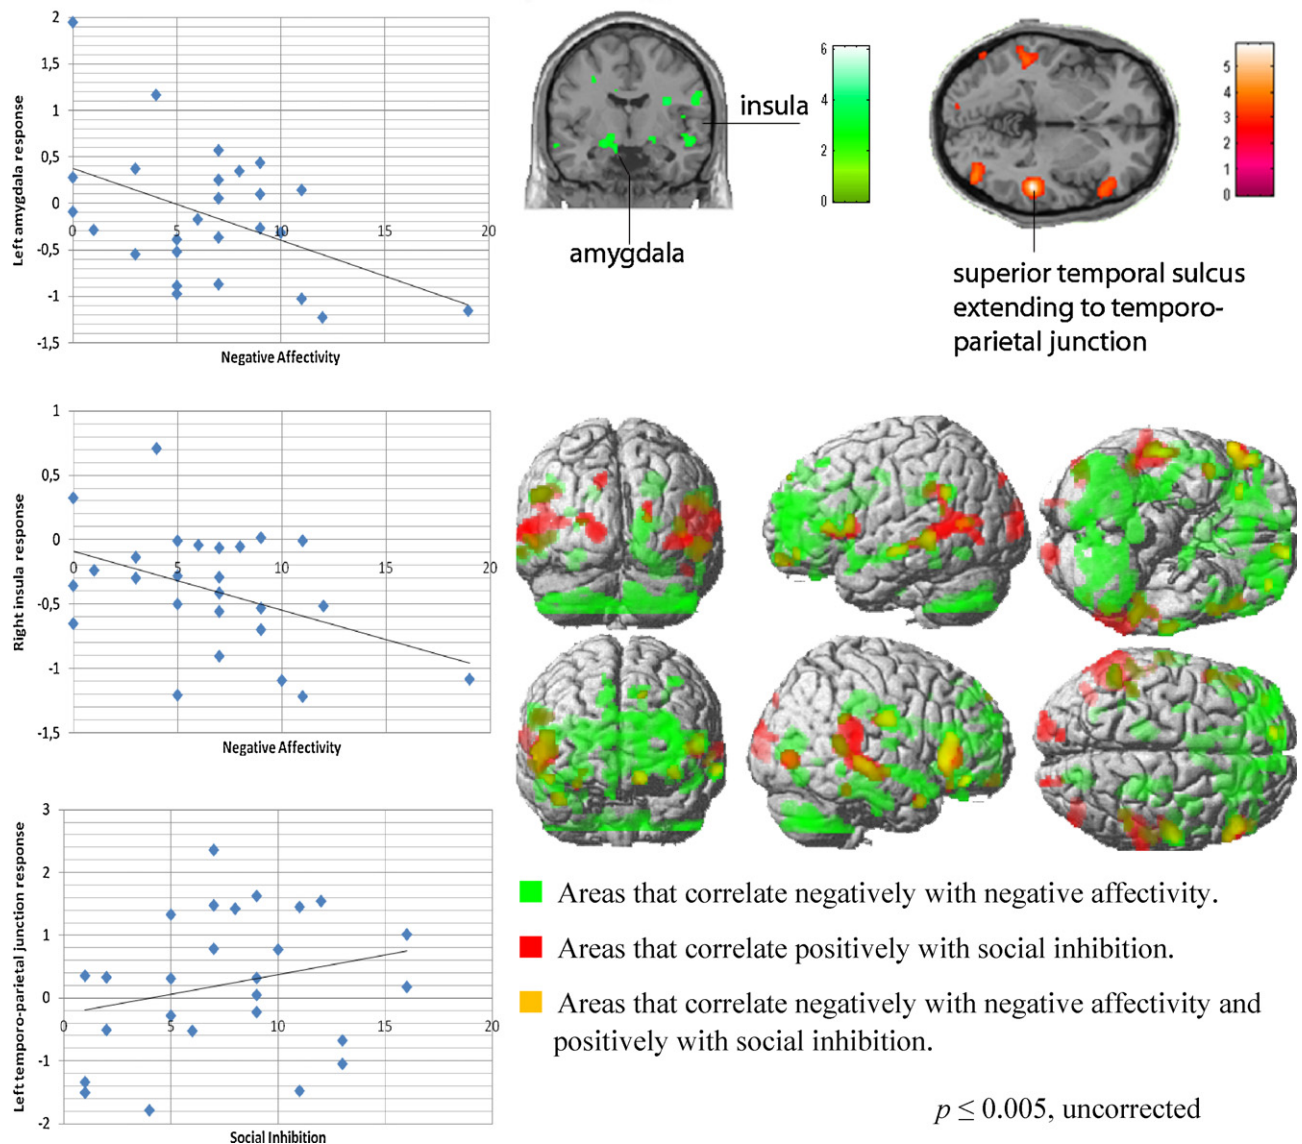 2
1,5
1
0,5
0
-0,5
-1
-1,5
0
5
10
15
20
Left amygdala response
Negative Affectivity
insula
amygdala
6
4
2
0
5
4
3
2
1
0
superior temporal sulcus
extending to temporo-
parietal junction
1
0,5
0
-0,5
-1
-1,5
0
5
10
15
20
Right insula response
Negative Affectivity
3
2
1
0
-1
-2
0
5
10
15
20
Left temporo-parietal junction response
Social Inhibition
Areas that correlate negatively with negative affectivity.
Areas that correlate positively with social inhibition.
Areas that correlate negatively with negative affectivity and
positively with social inhibition.
p ≤ 0.005, uncorrected